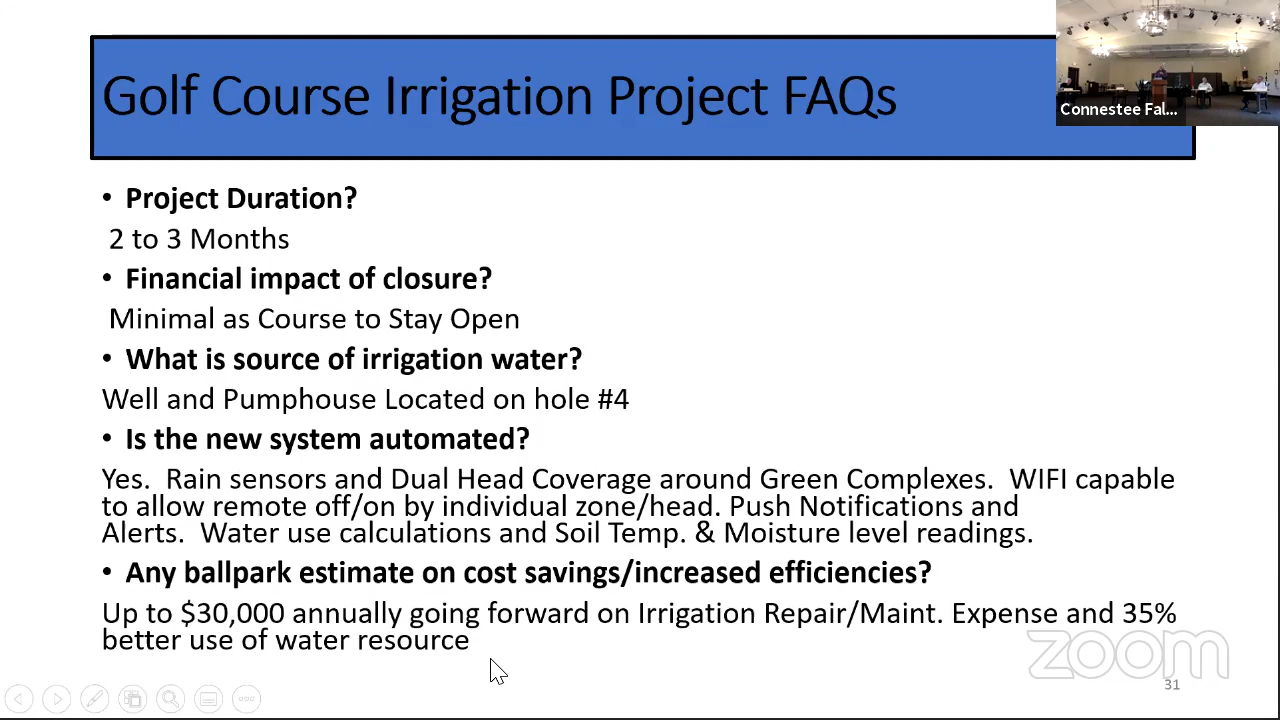 Golf Course Irrigation Project FAQs
Connestee Fal...
• Project Duration?
2 to 3 Months
• Financial impact of closure?
Minimal as Course to Stay Open
• What is source of irrigation water?
Well and Pumphouse Located on hole #4
• Is the new system automated?
Yes.  Rain sensors and Dual Head Coverage around Green Complexes.  WIFI capable
to allow remote off/on by individual zone/head. Push Notifications and
Alerts.  Water use calculations and Soil Temp. & Moisture level readings.
• Any ballpark estimate on cost savings/increased efficiencies?
Up to $30,000 annually going forward on Irrigation Repair/Maint. Expense and 35%
better use of water resource
zoom
31